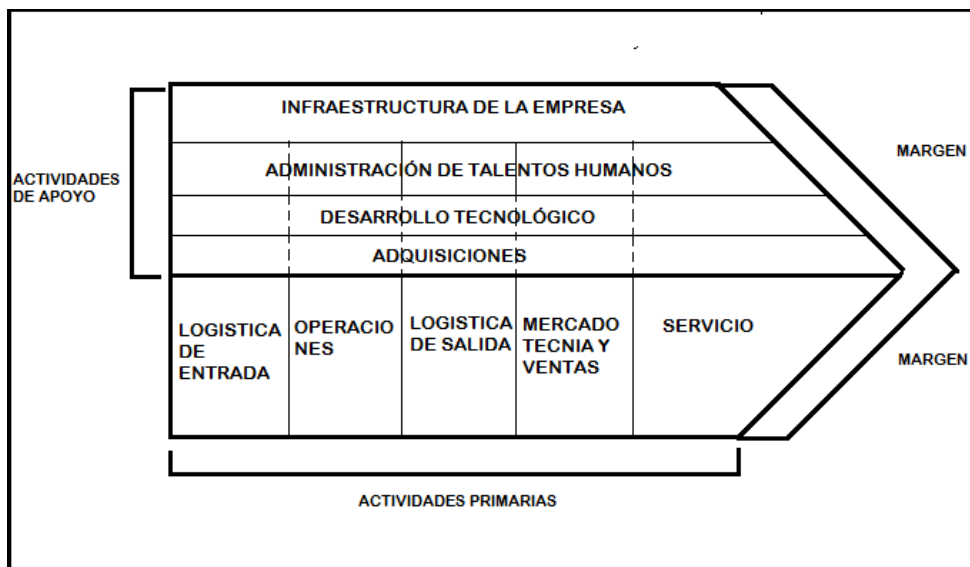 INFRAESTRUCTURA DE LA EMPRESA
MARGEN
ADMINISTRACIÓN DE TALENTOS HUMANOS
ACTIVIDADES
DE APOYO
DESARROLLO TECNOLÓGICO
ADQUISICIONES
LOGISTICA
DE
ENTRADA
OPERACIO
NES
LOGISTICA
DE SALIDA
MERCADO
TECNIA Y
VENTAS
SERVICIO
MARGEN
ACTIVIDADES PRIMARIAS